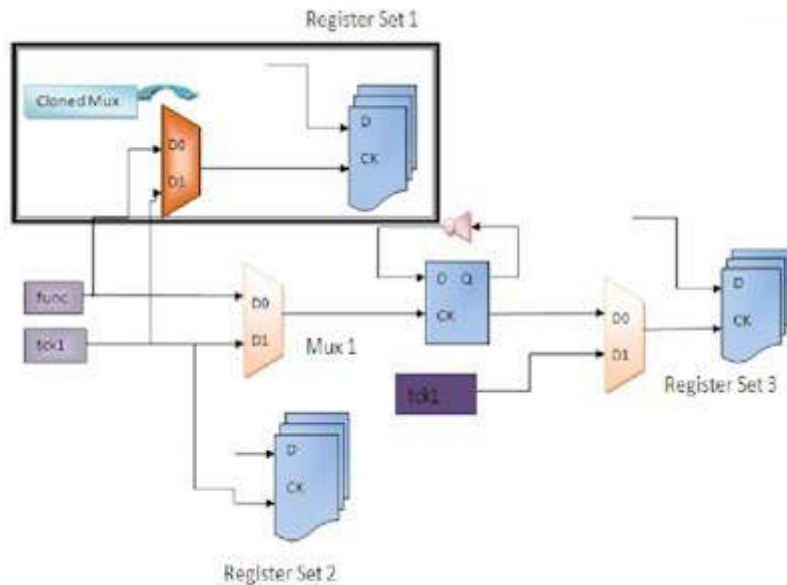 Register Set 1
Cloned Mux
D
D0
CK
D1
D Q
func
D0
D
CK
D0
CK
tck1
D1
Mux 1
D1
tck1
Register Set 3
D
CK
Register Set 2